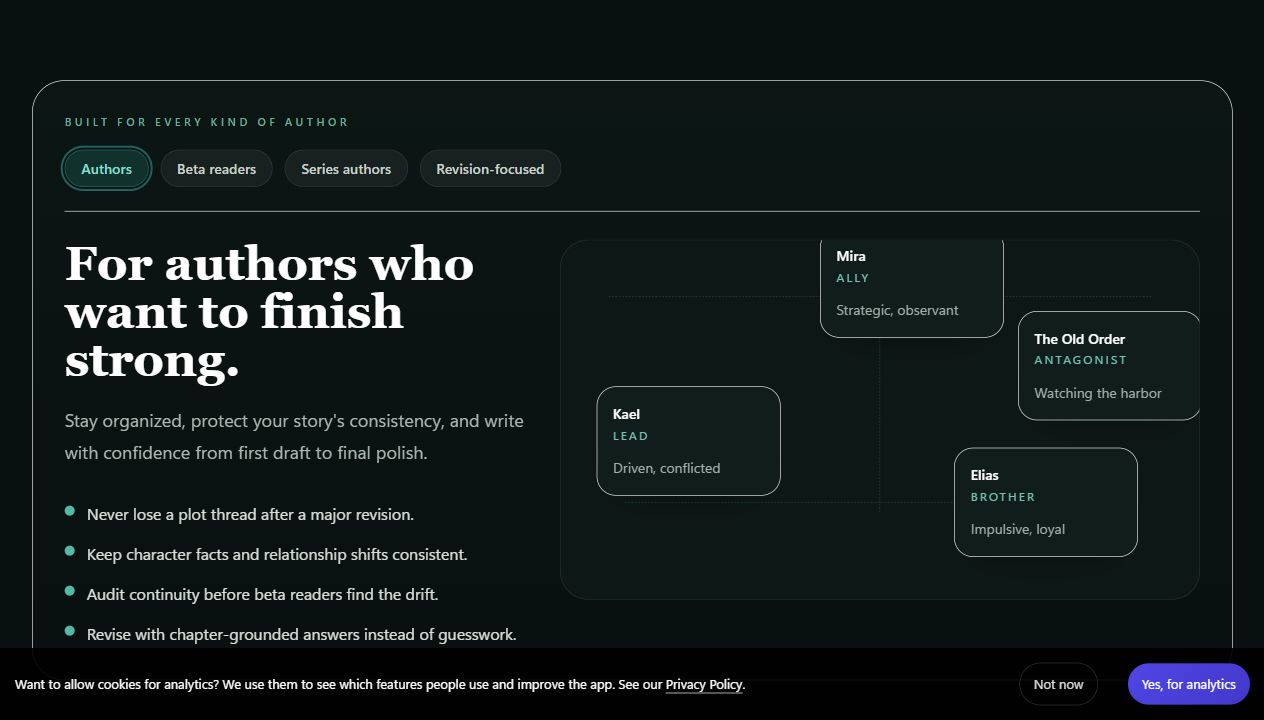 BUILT FOR EVERY KIND OF AUTHOR
Authors
Beta readers
Series authors
Revision-focused
For authors who
want to finish
strong.
Stay organized, protect your story's consistency, and write
with confidence from first draft to final polish.
Never lose a plot thread after a major revision.
Keep character facts and relationship shifts consistent.
Audit continuity before beta readers find the drift.
Revise with chapter-grounded answers instead of guesswork.
Mira
ALLY
Strategic, observant
The Old Order
ANTAGONIST
Watching the harbor
Kael
LEAD
Driven, conflicted
Elias
BROTHER
Impulsive, loyal
Want to allow cookies for analytics? We use them to see which features people use and improve the app. See our Privacy Policy.
Not now
Yes, for analytics